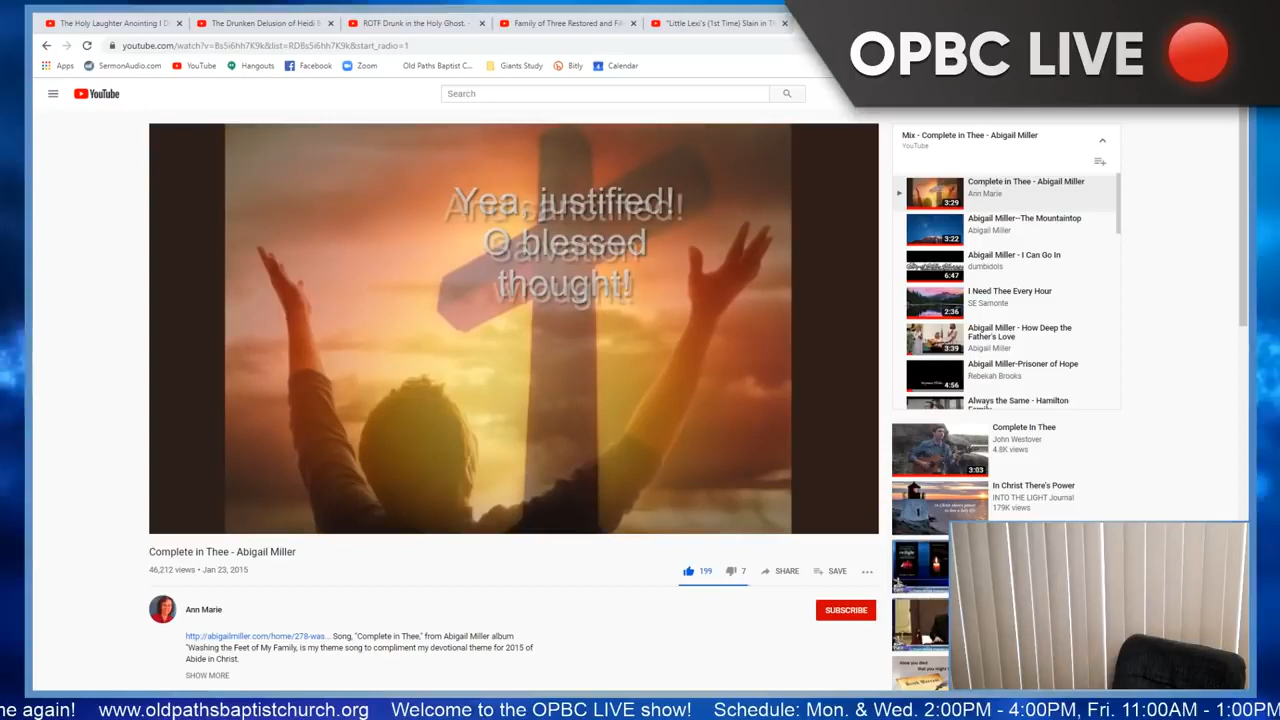 The Holy Laughter Anointing I D
The Drunken Delusion of Heidi B
ROTF Drunk in the Holy Ghost. -
Family of Three Restored and Fill
"Little Lexi's (1st Time) Slain in T
OPBC LIVE
youtube.com/watch?v=Bs5i6hh7K9k&list=RDBs5i6hh7K9k&start_radio=1
Apps
SermonAudio.com
YouTube
Hangouts
Facebook
Zoom
Old Paths Baptist C...
Giants Study
Bitly
Calendar
YouTube
Search
Yea, justified!
O blessed
thought!
Mix - Complete in Thee - Abigail Miller
YouTube
Complete in Thee - Abigail Miller
Ann Marie
3:29
Abigail Miller--The Mountaintop
Abigail Miller
3:22
Abigail Miller - I Can Go In
dumbidols
6:47
I Need Thee Every Hour
SE Samonte
2:36
Abigail Miller - How Deep the
Father's Love
Abigail Miller
3:39
Abigail Miller-Prisoner of Hope
Rebekah Brooks
4:56
Always the Same - Hamilton
Family
Complete In Thee
John Westover
4.8K views
3:03
In Christ There's Power
INTO THE LIGHT Journal
179K views
Complete in Thee - Abigail Miller
46,212 views • Jan 23, 2015
199
7
SHARE
SAVE
Ann Marie
SUBSCRIBE
http://abigailmiller.com/home/278-was... Song, "Complete in Thee," from Abigail Miller album
"Washing the Feet of My Family, is my theme song to compliment my devotional theme for 2015 of
Abide in Christ.
SHOW MORE
me again! www.oldpathsbaptistchurch.org Welcome to the OPBC LIVE show! Schedule: Mon. & Wed. 2:00PM - 4:00PM, Fri. 11:00AM - 1:00PM